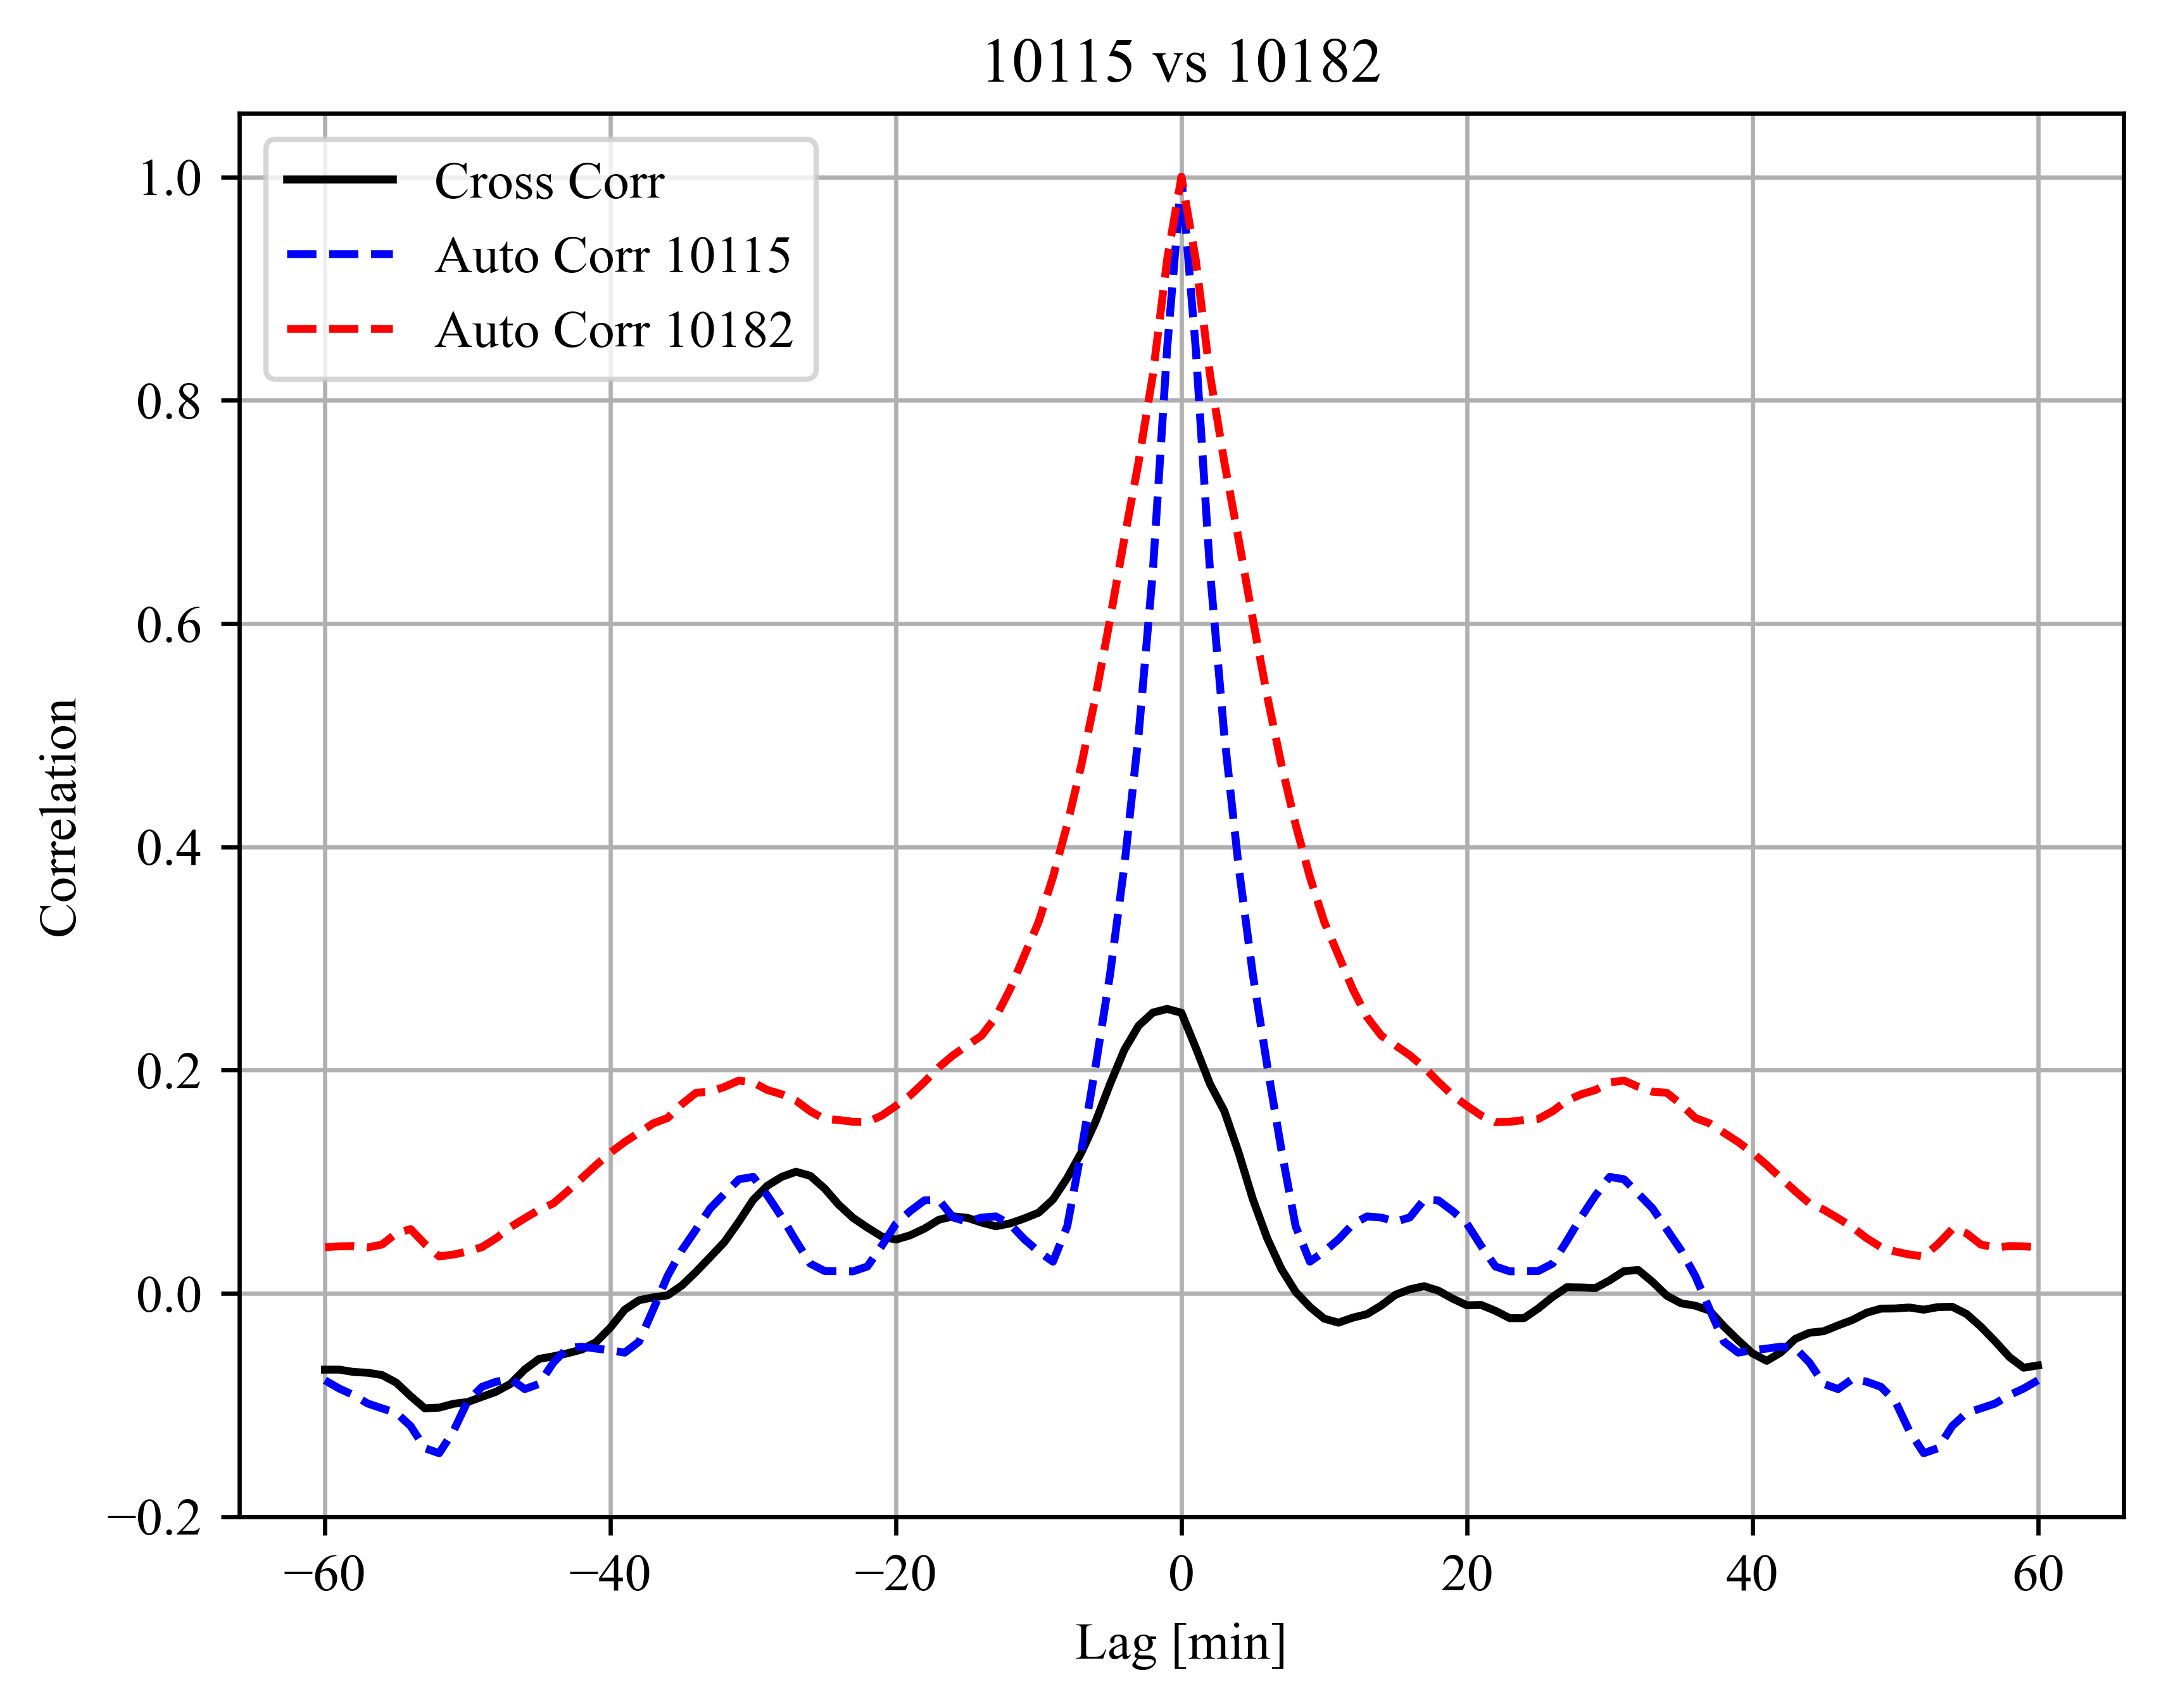 10115 vs 10182
Cross Corr
Auto Corr 10115
Auto Corr 10182
1.0
0.8
0.6
0.4
0.2
0.0
−0.2
Correlation
−60 −40 −20 0 20 40 60
Lag [min]